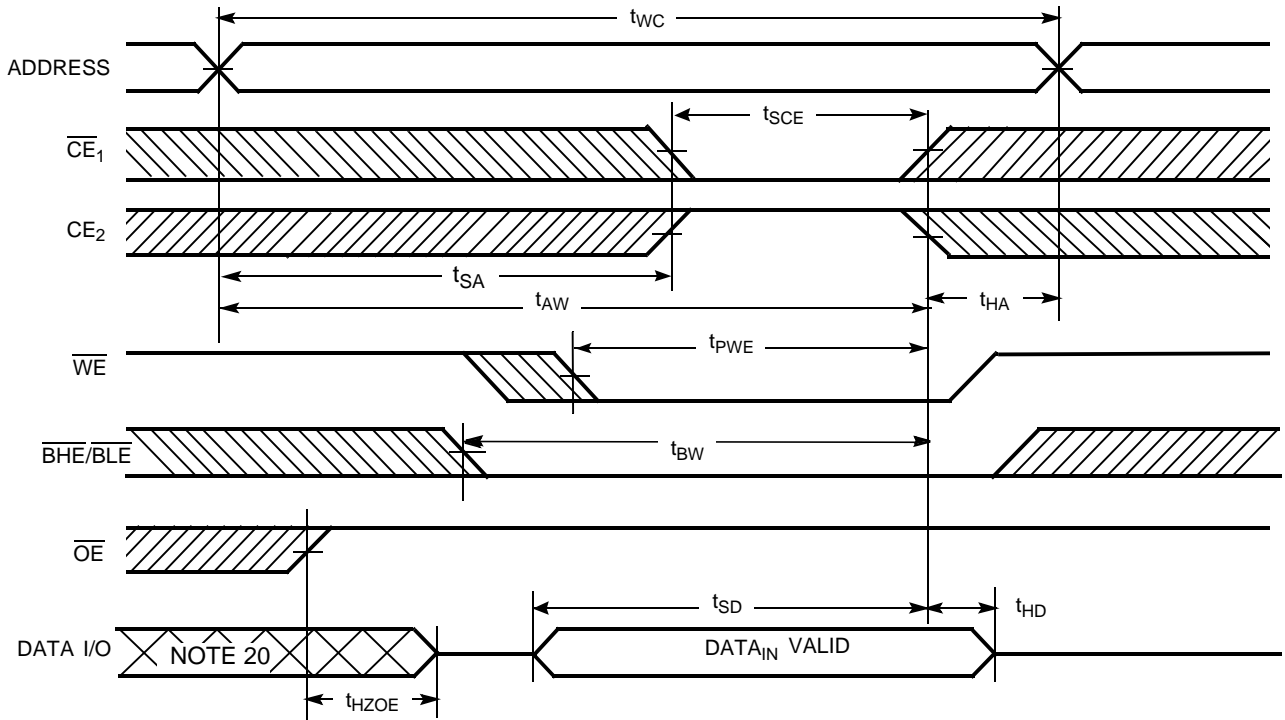 tWC
ADDRESS
tSCE
CE1
CE2
tSA
tAW
tHA
tPWE
WE
BHE/BLE
tBW
OE
tSD
tHD
DATA I/O
NOTE 20
DATAIN VALID
tHZOE